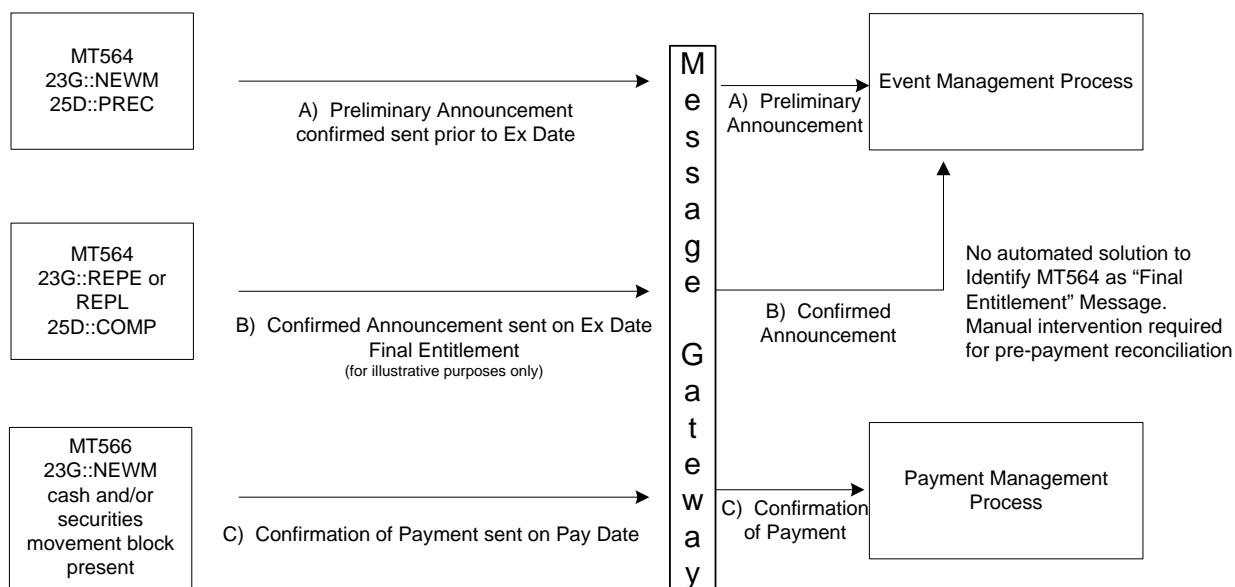 MT564
23G::NEWM
25D::PREC
A) Preliminary Announcement
confirmed sent prior to Ex Date
Message Gateway
A) Preliminary
Announcement
Event Management Process
MT564
23G::REPE or
REPL
25D::COMP
B) Confirmed Announcement sent on Ex Date
Final Entitlement
(for illustrative purposes only)
B) Confirmed
Announcement
No automated solution to
Identify MT564 as “Final
Entitlement” Message.
Manual intervention required
for pre-payment reconciliation
MT566
23G::NEWM
cash and/or
securities
movement block
present
C) Confirmation of Payment sent on Pay Date
C) Confirmation
of Payment
Payment Management
Process